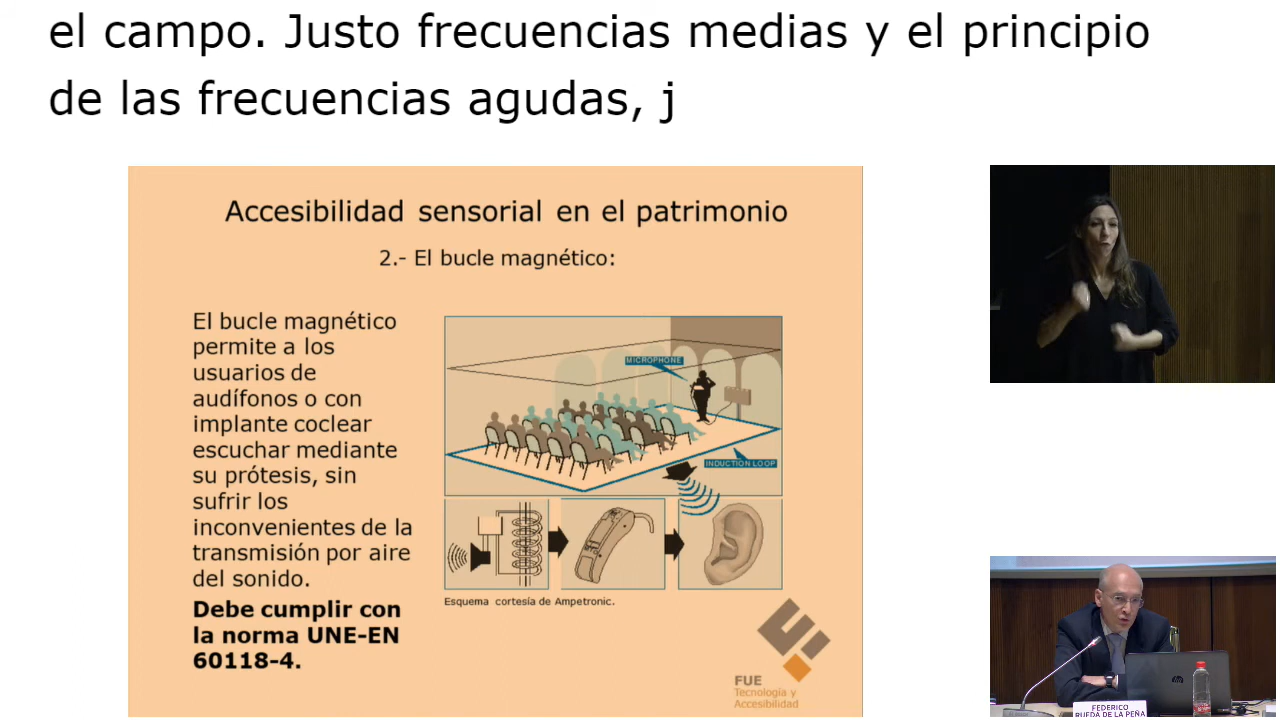 el campo. Justo frecuencias medias y el principio
de las frecuencias agudas, j
Accesibilidad sensorial en el patrimonio
2.- El bucle magnético:
El bucle magnético
permite a los
usuarios de
audífonos o con
implante coclear
escuchar mediante
su prótesis, sin
sufrir los
inconvenientes de la
transmisión por aire
del sonido.
Debe cumplir con
la norma UNE-EN
60118-4.
MICROPHONE
INDUCTION LOOP
Esquema cortesía de Ampetronic.
FUE
Tecnología y
Accesibilidad
FEDERICO
RUEDA DE LA PEÑA